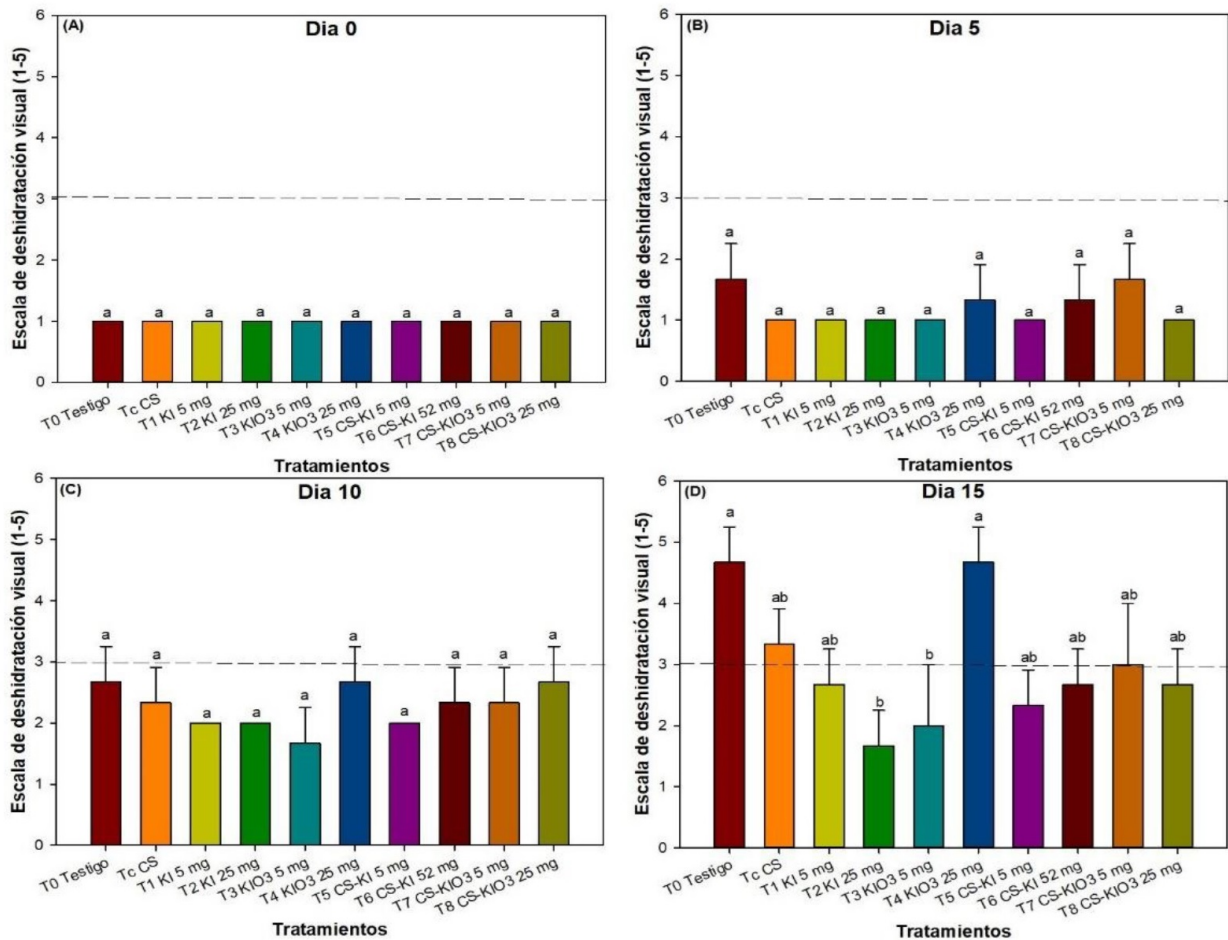 (A)
Dia 0
Escala de deshidratación visual (1-5)
6
5
4
3
2
1
0
a a a a a a a a a a
T0 Testigo
Tc CS
T1 KI 5 mg
T2 KI 25 mg
T3 KIO3 5 mg
T4 KIO3 25 mg
T5 CS-KI 5 mg
T6 CS-KI 52 mg
T7 CS-KIO3 5 mg
T8 CS-KIO3 25 mg
Tratamientos
(B)
Dia 5
Escala de deshidratación visual (1-5)
6
5
4
3
2
1
0
a a a a a a a a a a
T0 Testigo
Tc CS
T1 KI 5 mg
T2 KI 25 mg
T3 KIO3 5 mg
T4 KIO3 25 mg
T5 CS-KI 5 mg
T6 CS-KI 52 mg
T7 CS-KIO3 5 mg
T8 CS-KIO3 25 mg
Tratamientos
(C)
Dia 10
Escala de deshidratación visual (1-5)
6
5
4
3
2
1
0
a a a a a a a a a a
T0 Testigo
Tc CS
T1 KI 5 mg
T2 KI 25 mg
T3 KIO3 5 mg
T4 KIO3 25 mg
T5 CS-KI 5 mg
T6 CS-KI 52 mg
T7 CS-KIO3 5 mg
T8 CS-KIO3 25 mg
Tratamientos
(D)
Dia 15
Escala de deshidratación visual (1-5)
6
5
4
3
2
1
0
a ab ab b b a ab ab ab ab
T0 Testigo
Tc CS
T1 KI 5 mg
T2 KI 25 mg
T3 KIO3 5 mg
T4 KIO3 25 mg
T5 CS-KI 5 mg
T6 CS-KI 52 mg
T7 CS-KIO3 5 mg
T8 CS-KIO3 25 mg
Tratamientos